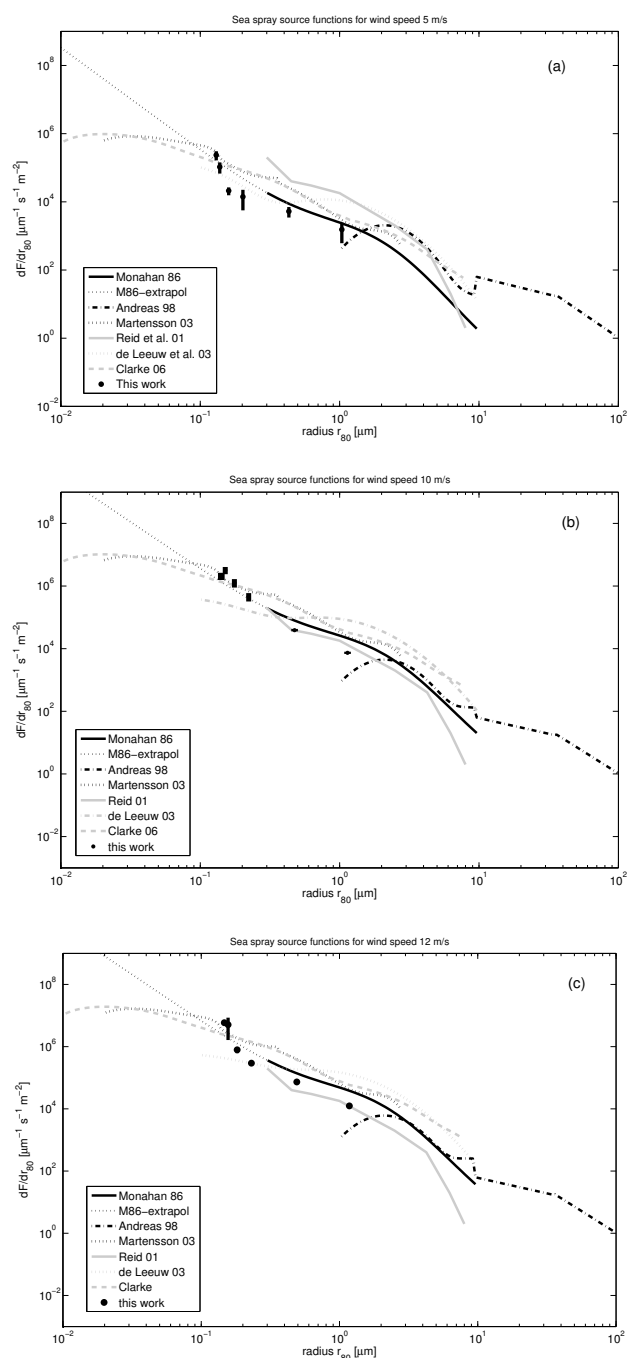 Sea spray source functions for wind speed 5 m/s
(a)
10⁸
10⁶
10⁴
10²
10⁰
10⁻²
dF/dr₈₀ [μm⁻¹ s⁻¹ m⁻²]
Monahan 86
M86−extrapol
Andreas 98
Martensson 03
Reid et al. 01
de Leeuw et al. 03
Clarke 06
This work
10⁻² 10⁻¹ 10⁰ 10¹ 10²
radius r₈₀ [μm]
Sea spray source functions for wind speed 10 m/s
(b)
10⁸
10⁶
10⁴
10²
10⁰
10⁻²
dF/dr₈₀ [μm⁻¹ s⁻¹ m⁻²]
Monahan 86
M86−extrapol
Andreas 98
Martensson 03
Reid 01
de Leeuw 03
Clarke 06
this work
10⁻² 10⁻¹ 10⁰ 10¹ 10²
radius r₈₀ [μm]
Sea spray source functions for wind speed 12 m/s
(c)
10⁸
10⁶
10⁴
10²
10⁰
10⁻²
dF/dr₈₀ [μm⁻¹ s⁻¹ m⁻²]
Monahan 86
M86−extrapol
Andreas 98
Martensson 03
Reid 01
de Leeuw 03
Clarke
this work
10⁻² 10⁻¹ 10⁰ 10¹ 10²
radius r₈₀ [μm]